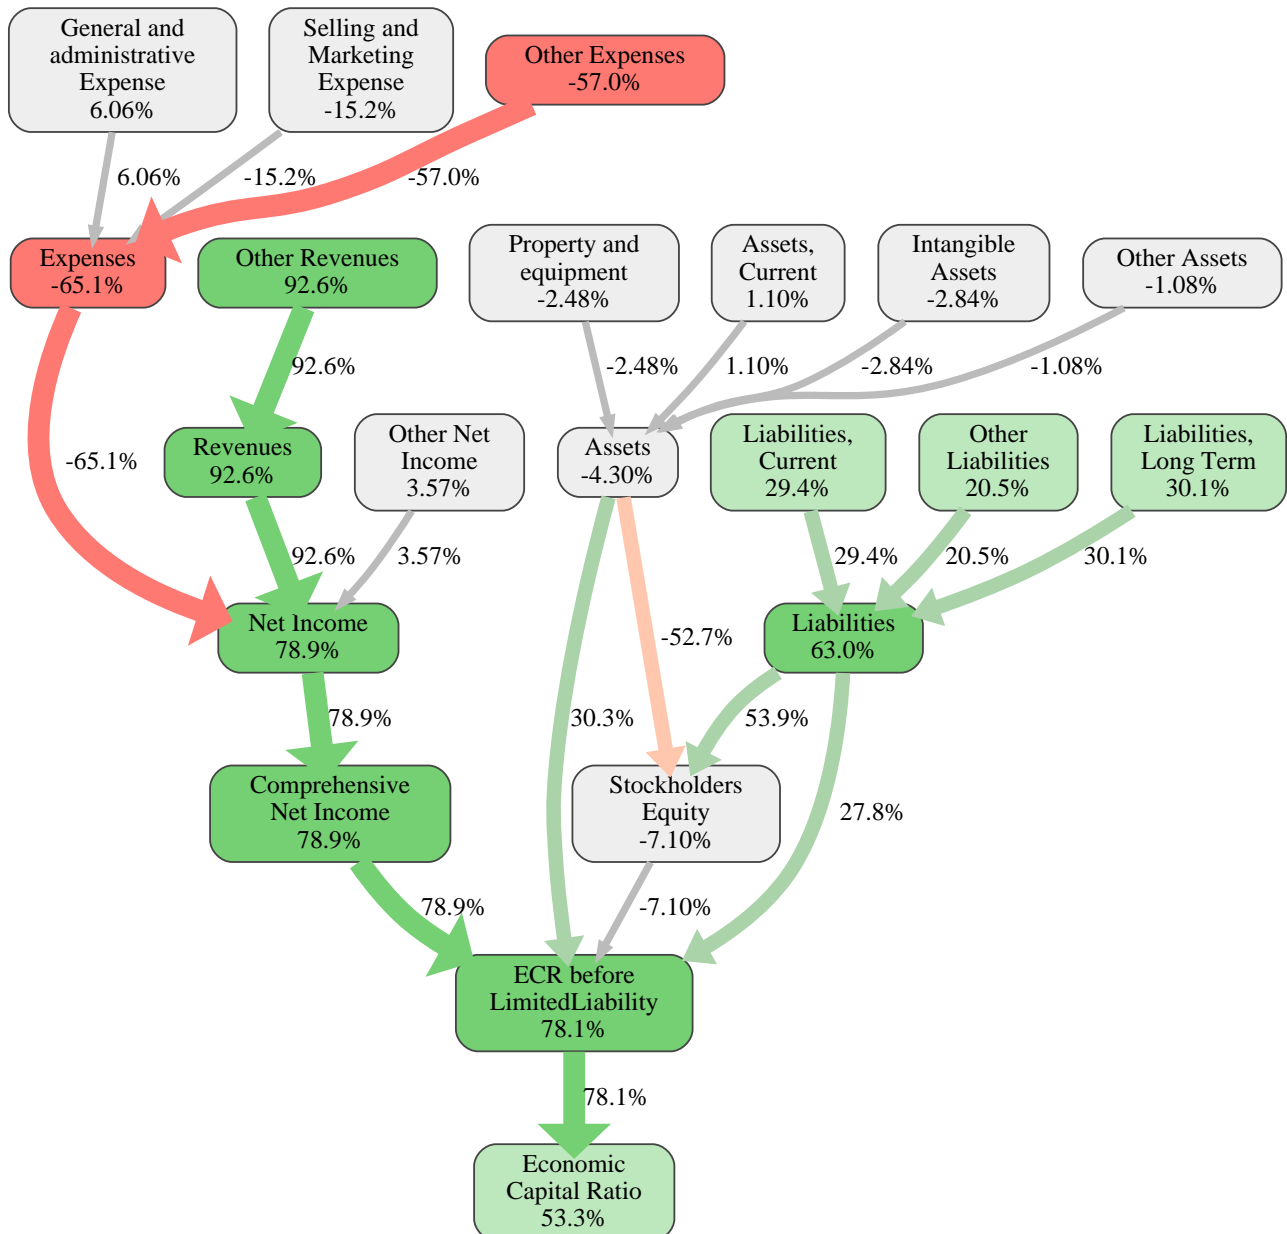 General and
administrative
Expense
6.06%
Selling and
Marketing
Expense
-15.2%
Other Expenses
-57.0%
6.06%
-15.2%
-57.0%
Expenses
-65.1%
Other Revenues
92.6%
Property and
equipment
-2.48%
Assets,
Current
1.10%
Intangible
Assets
-2.84%
Other Assets
-1.08%
92.6%
-2.48%
1.10%
-2.84%
-1.08%
-65.1%
Revenues
92.6%
Other Net
Income
3.57%
Assets
-4.30%
Liabilities,
Current
29.4%
Other
Liabilities
20.5%
Liabilities,
Long Term
30.1%
92.6%
3.57%
29.4%
20.5%
30.1%
Net Income
78.9%
-52.7%
Liabilities
63.0%
78.9%
30.3%
53.9%
Comprehensive
Net Income
78.9%
Stockholders
Equity
-7.10%
27.8%
78.9%
-7.10%
ECR before
LimitedLiability
78.1%
78.1%
Economic
Capital Ratio
53.3%